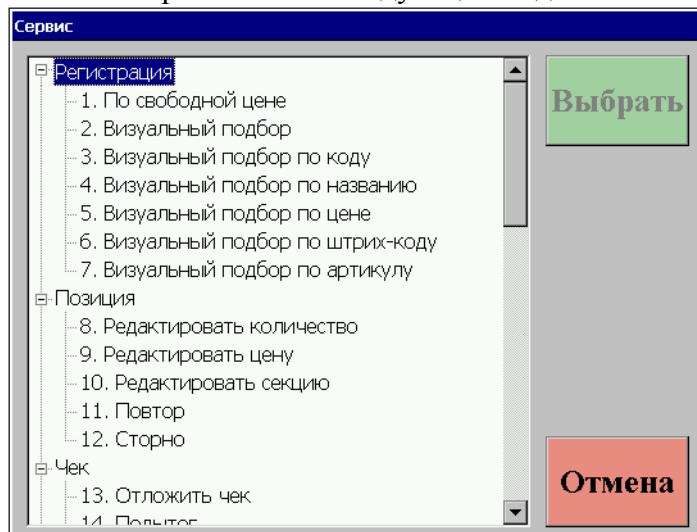 Сервис
Регистрация
1. По свободной цене
2. Визуальный подбор
3. Визуальный подбор по коду
4. Визуальный подбор по названию
5. Визуальный подбор по цене
6. Визуальный подбор по штрих-коду
7. Визуальный подбор по артикулу
Позиция
8. Редактировать количество
9. Редактировать цену
10. Редактировать секцию
11. Повтор
12. Сторно
Чек
13. Отложить чек
14. Подытог
Выбрать
Отмена